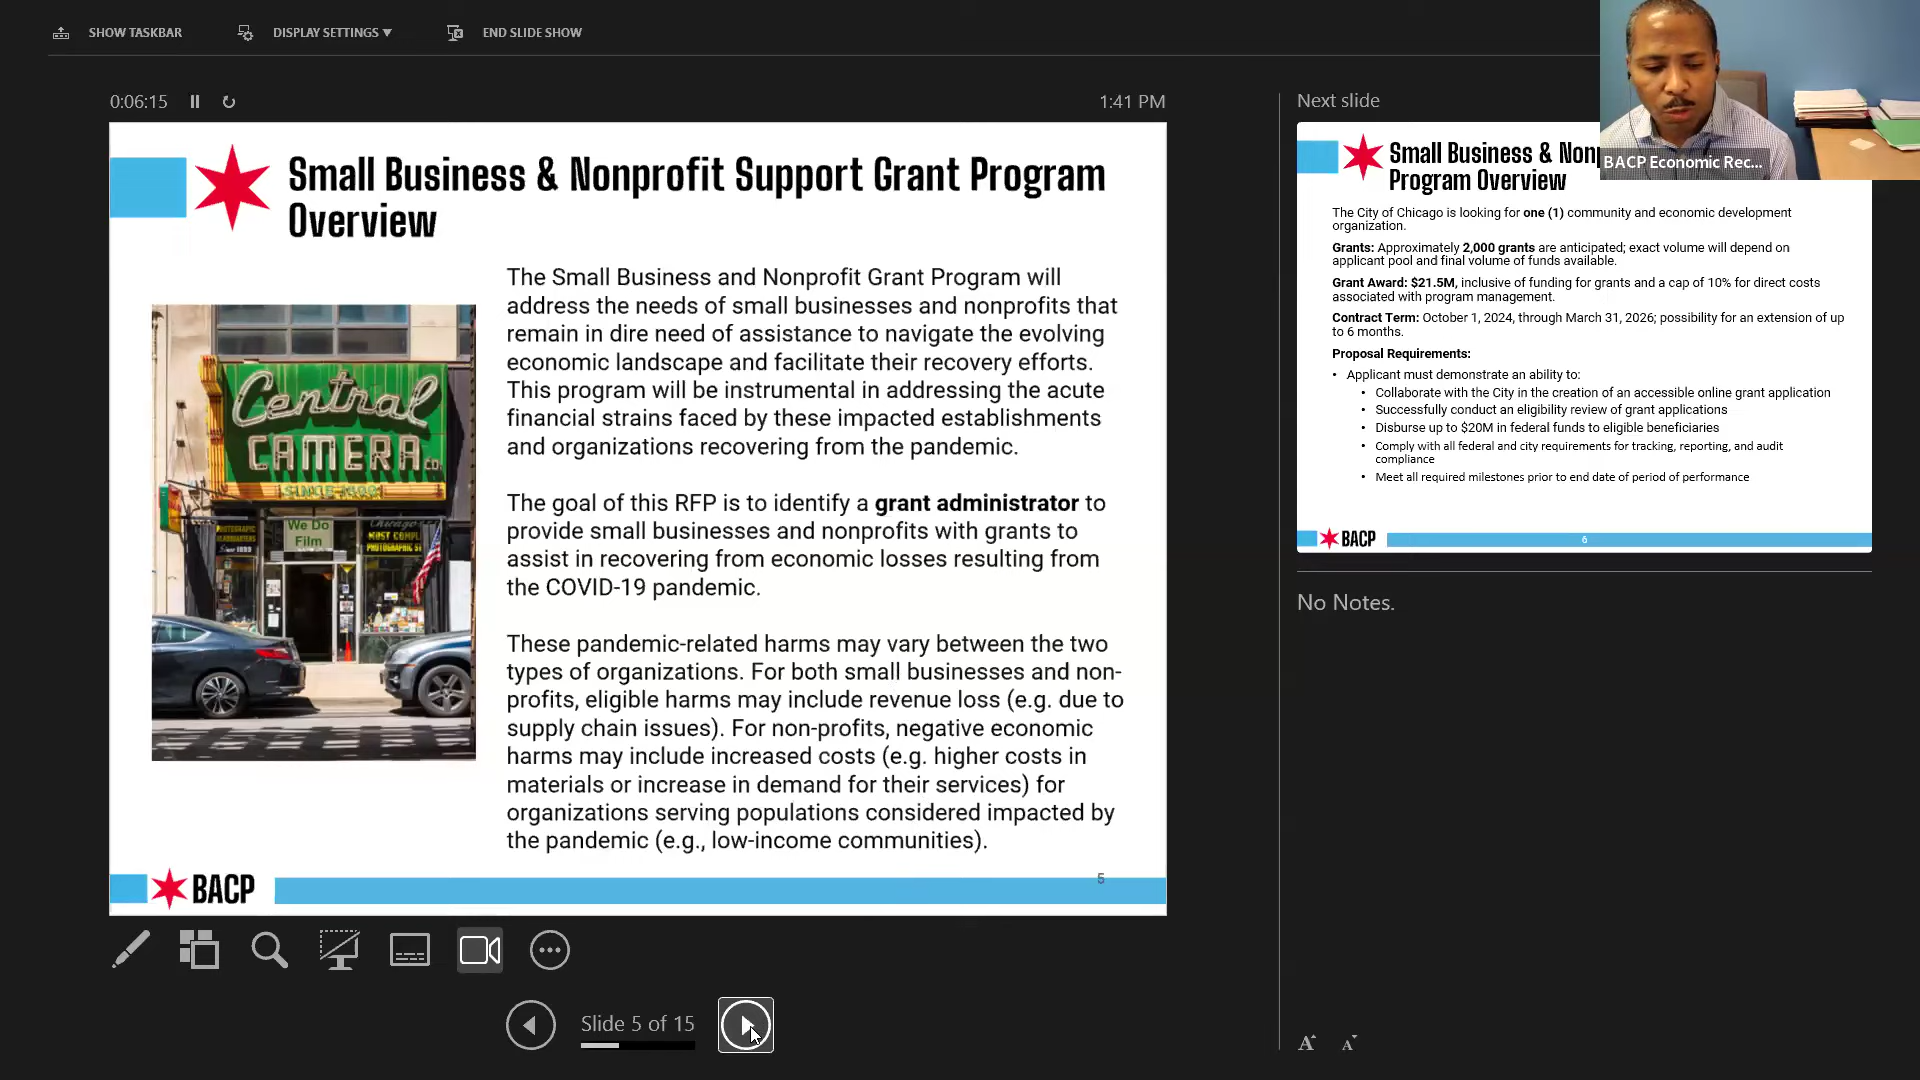 SHOW TASKBAR
DISPLAY SETTINGS ▼
END SLIDE SHOW
0:06:15
1:41 PM
Small Business & Nonprofit Support Grant Program
Overview
The Small Business and Nonprofit Grant Program will
address the needs of small businesses and nonprofits that
remain in dire need of assistance to navigate the evolving
economic landscape and facilitate their recovery efforts.
This program will be instrumental in addressing the acute
financial strains faced by these impacted establishments
and organizations recovering from the pandemic.
The goal of this RFP is to identify a grant administrator to
provide small businesses and nonprofits with grants to
assist in recovering from economic losses resulting from
the COVID-19 pandemic.
These pandemic-related harms may vary between the two
types of organizations. For both small businesses and non-
profits, eligible harms may include revenue loss (e.g. due to
supply chain issues). For non-profits, negative economic
harms may include increased costs (e.g. higher costs in
materials or increase in demand for their services) for
organizations serving populations considered impacted by
the pandemic (e.g., low-income communities).
Central
CAMERA CO.
SINCE 1899
We Do
Film
PHOTOGRAPHIC
HEADQUARTERS
Since 1899
Chicago's
MOST COMPL
PHOTOGRAPHIC ST
BACP
5
Slide 5 of 15
Next slide
BACP Economic Rec...
Small Business & Non
Program Overview
The City of Chicago is looking for one (1) community and economic development
organization.
Grants: Approximately 2,000 grants are anticipated; exact volume will depend on
applicant pool and final volume of funds available.
Grant Award: $21.5M, inclusive of funding for grants and a cap of 10% for direct costs
associated with program management.
Contract Term: October 1, 2024, through March 31, 2026; possibility for an extension of up
to 6 months.
Proposal Requirements:
• Applicant must demonstrate an ability to:
• Collaborate with the City in the creation of an accessible online grant application
• Successfully conduct an eligibility review of grant applications
• Disburse up to $20M in federal funds to eligible beneficiaries
• Comply with all federal and city requirements for tracking, reporting, and audit
compliance
• Meet all required milestones prior to end date of period of performance
BACP
6
No Notes.
A A